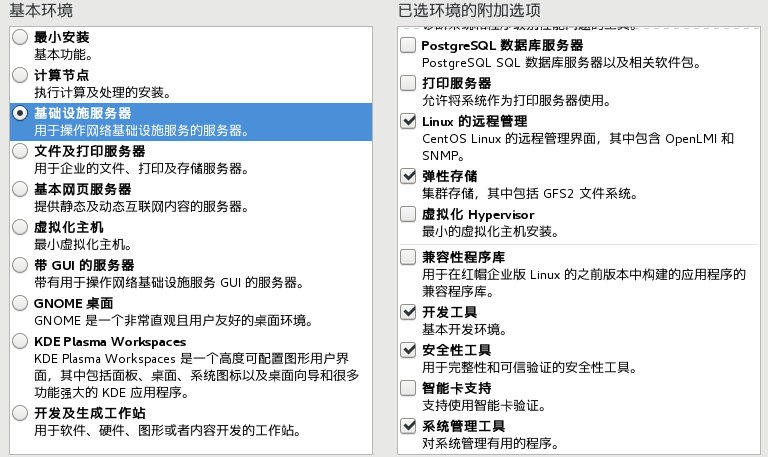 基本环境
最小安装
基本功能。
计算节点
执行计算及处理的安装。
基础设施服务器
用于操作网络基础设施服务的服务器。
文件及打印服务器
用于企业的文件、打印及存储服务器。
基本网页服务器
提供静态及动态互联网内容的服务器。
虚拟化主机
最小虚拟化主机。
带 GUI 的服务器
带有用于操作网络基础设施服务 GUI 的服务器。
GNOME 桌面
GNOME 是一个非常直观且用户友好的桌面环境。
KDE Plasma Workspaces
KDE Plasma Workspaces 是一个高度可配置图形用户界
面，其中包括面板、桌面、系统图标以及桌面向导和很多
功能强大的 KDE 应用程序。
开发及生成工作站
用于软件、硬件、图形或者内容开发的工作站。
已选环境的附加选项
PostgreSQL 数据库服务器
PostgreSQL SQL 数据库服务器以及相关软件包。
打印服务器
允许将系统作为打印服务器使用。
Linux 的远程管理
CentOS Linux 的远程管理界面，其中包含 OpenLMI 和
SNMP。
弹性存储
集群存储，其中包括 GFS2 文件系统。
虚拟化 Hypervisor
最小的虚拟化主机安装。
兼容性程序库
用于在红帽企业版 Linux 的之前版本中构建的应用程序的
兼容程序库。
开发工具
基本开发环境。
安全性工具
用于完整性和可信验证的安全性工具。
智能卡支持
支持使用智能卡验证。
系统管理工具
对系统管理有用的程序。